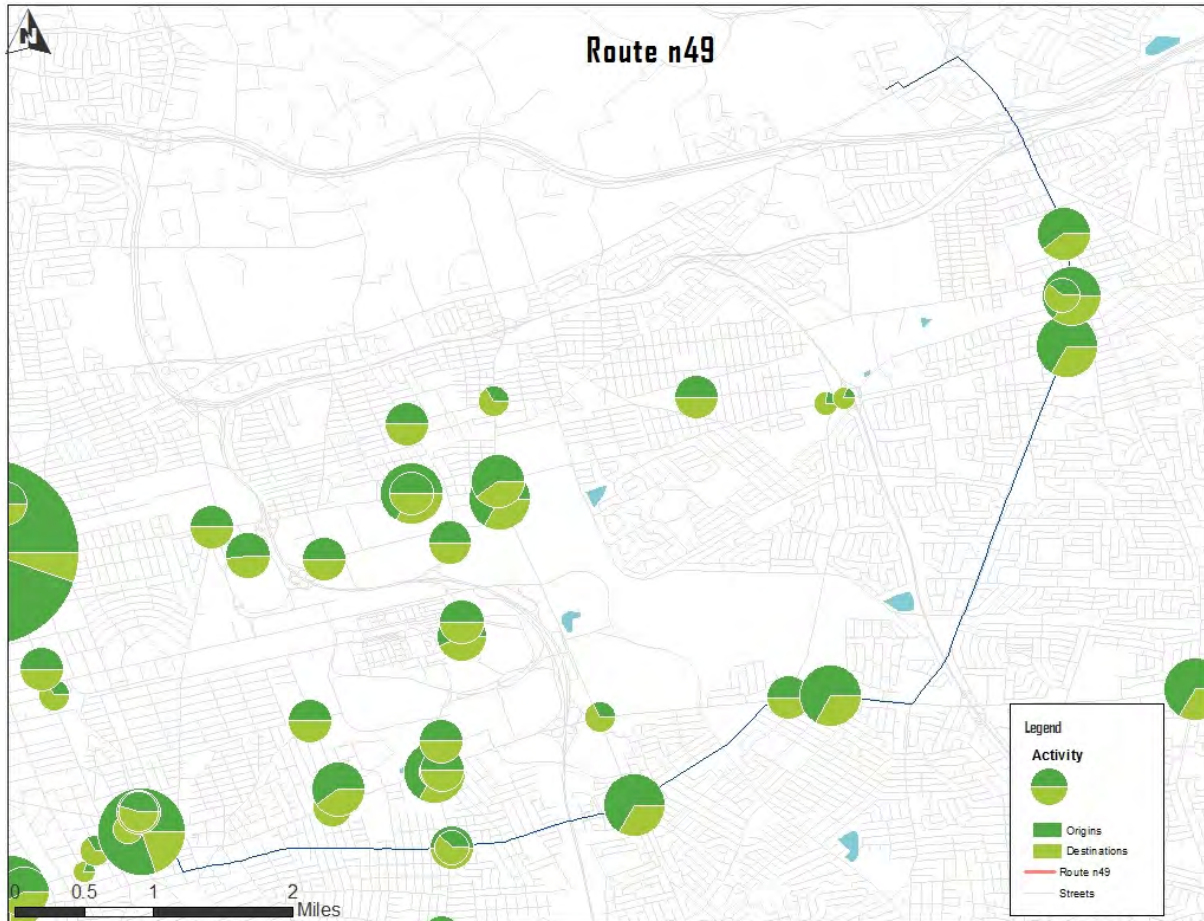 N
Route n49
Legend
Activity
Origins
Destinations
Route n49
Streets
0 0.5 1 2
Miles